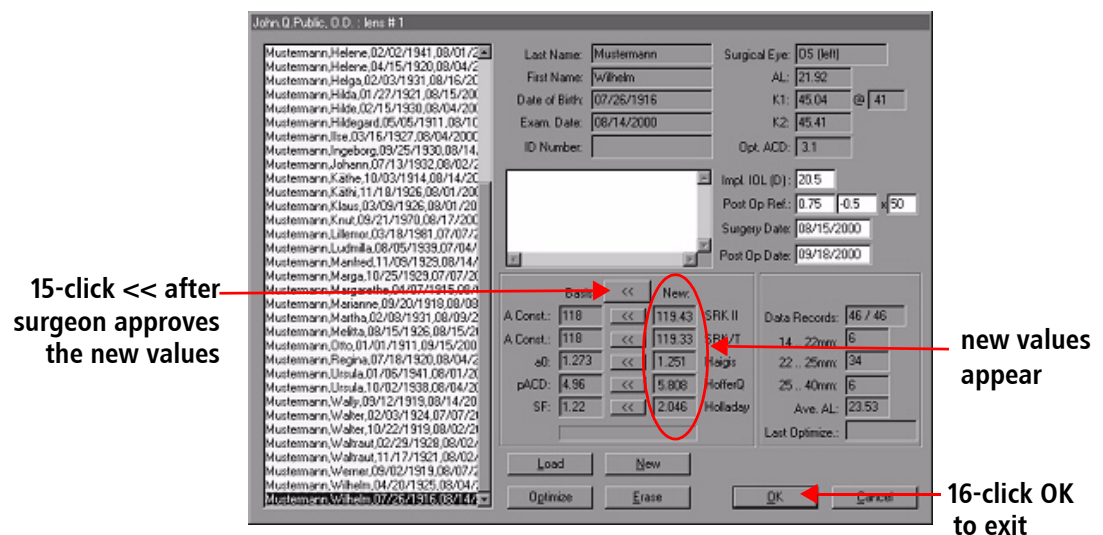 John.Q.Public, O.D. : lens # 1
Mustermann,Helene,02/02/1941,08/01/2
Mustermann,Helene,04/15/1920,08/04/2
Mustermann,Helga,02/03/1931,08/16/20
Mustermann,Hilda,01/27/1921,08/15/200
Mustermann,Hilde,02/15/1930,08/04/200
Mustermann,Hildegard,05/05/1911,08/10
Mustermann,Ilse,03/16/1927,08/04/2000
Mustermann,Ingeborg,09/25/1930,08/14,
Mustermann,Johann,07/13/1932,08/02/2
Mustermann,Käthe,10/03/1914,08/14/20
Mustermann,Käthi,11/18/1926,08/01/200
Mustermann,Klaus,03/09/1926,08/01/20
Mustermann,Knut,09/21/1970,08/17/200
Mustermann,Lillemor,03/18/1981,07/07/2
Mustermann,Ludmilla,08/05/1939,07/04/
Mustermann,Manfred,11/09/1929,08/14/
Mustermann,Marga,10/25/1929,07/07/20
Mustermann,Margarethe,04/07/1915,08/
Mustermann,Marianne,09/20/1918,08/08
Mustermann,Martha,02/08/1931,08/09/2
Mustermann,Melitta,08/15/1926,08/15/2
Mustermann,Otto,01/01/1911,09/15/200
Mustermann,Regina,07/18/1920,08/04/2
Mustermann,Ursula,01/06/1941,08/01/20
Mustermann,Ursula,10/02/1938,08/04/20
Mustermann,Wally,09/12/1919,08/14/20
Mustermann,Walter,02/03/1924,07/07/2
Mustermann,Walter,10/22/1919,08/02/2
Mustermann,Waltraut,02/29/1928,08/02/
Mustermann,Waltraut,11/17/1921,08/02/
Mustermann,Werner,09/02/1919,08/07/2
Mustermann,Wilhelm,04/20/1925,08/04/
Mustermann,Wilhelm,07/26/1916,08/14/
Last Name: Mustermann
First Name: Wilhelm
Date of Birth: 07/26/1916
Exam. Date: 08/14/2000
ID Number:
Surgical Eye: OS (left)
AL: 21.92
K1: 45.04 @ 41
K2: 45.41
Opt. ACD: 3.1
Impl. IOL (D) : 20.5
Post Op Ref.: 0.75 -0.5 x 50
Surgery Date: 08/15/2000
Post Op Date: 09/18/2000
Basis << New:
A Const.: 118 << 119.43 SRK II
A Const.: 118 << 119.33 SRK/T
a0: 1.273 << 1.251 Haigis
pACD: 4.96 << 5.808 HofferQ
SF: 1.22 << 2.046 Holladay
Data Records: 46 / 46
14 .. 22mm: 6
22 .. 25mm: 34
25 .. 40mm: 6
Ave. AL: 23.53
Last Optimize.:
Load New
Optimize Erase OK Cancel
15-click << after
surgeon approves
the new values
new values
appear
16-click OK
to exit